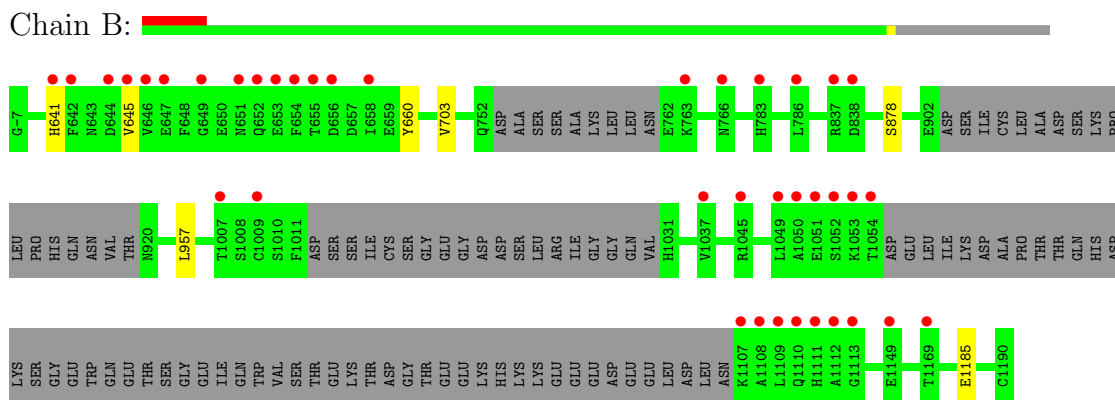 Chain B:
G-7 H641 F642 N643 D644 V645 V646 E647 F648 G649 E650 N651 Q652 E653 F654 T655 D656 D657 I658 E659 Y660 V703 Q752 ASP ALA SER SER ALA LYS LEU LEU ASN E762 K763 N766 H783 L786 R837 D838 S878 E902 ASP SER ILE CYS LEU ALA ASP SER LYS PRO
LEU PRO HIS GLN ASN VAL THR N920 L957 T1007 S1008 C1009 S1010 F1011 ASP SER SER ILE CYS SER GLY GLU GLY ASP ASP SER LEU ARG ILE GLY GLY GLN VAL H1031 V1037 R1045 L1049 A1050 E1051 S1052 K1053 T1054 ASP GLU LEU ILE LYS ASP ALA PRO THR THR GLN HIS ASP
LYS SER GLY GLU TRP GLN GLU THR SER GLY GLU ILE GLN TRP VAL SER THR GLU LYS THR ASP GLY THR GLU GLU LYS HIS LYS LYS GLU GLU GLU ASP GLU GLU LEU ASP LEU ASN K1107 A1108 L1109 Q1110 H1111 A1112 G1113 E1149 T1169 E1185 C1190